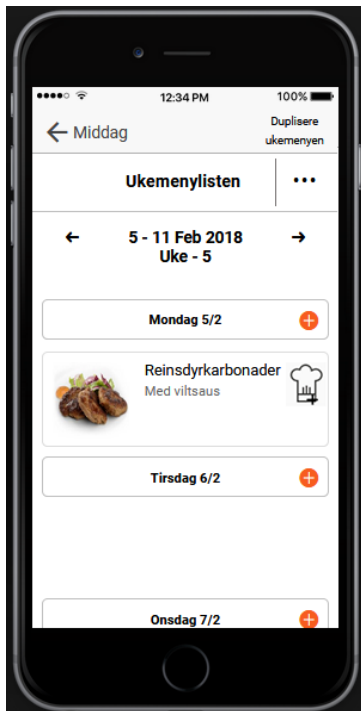 12:34 PM
100%
Middag
Duplisere
ukemenyen
Ukemenylisten
5 - 11 Feb 2018
Uke - 5
Mondag 5/2
Reinsdyrkarbonader
Med viltsaus
Tirsdag 6/2
Onsdag 7/2